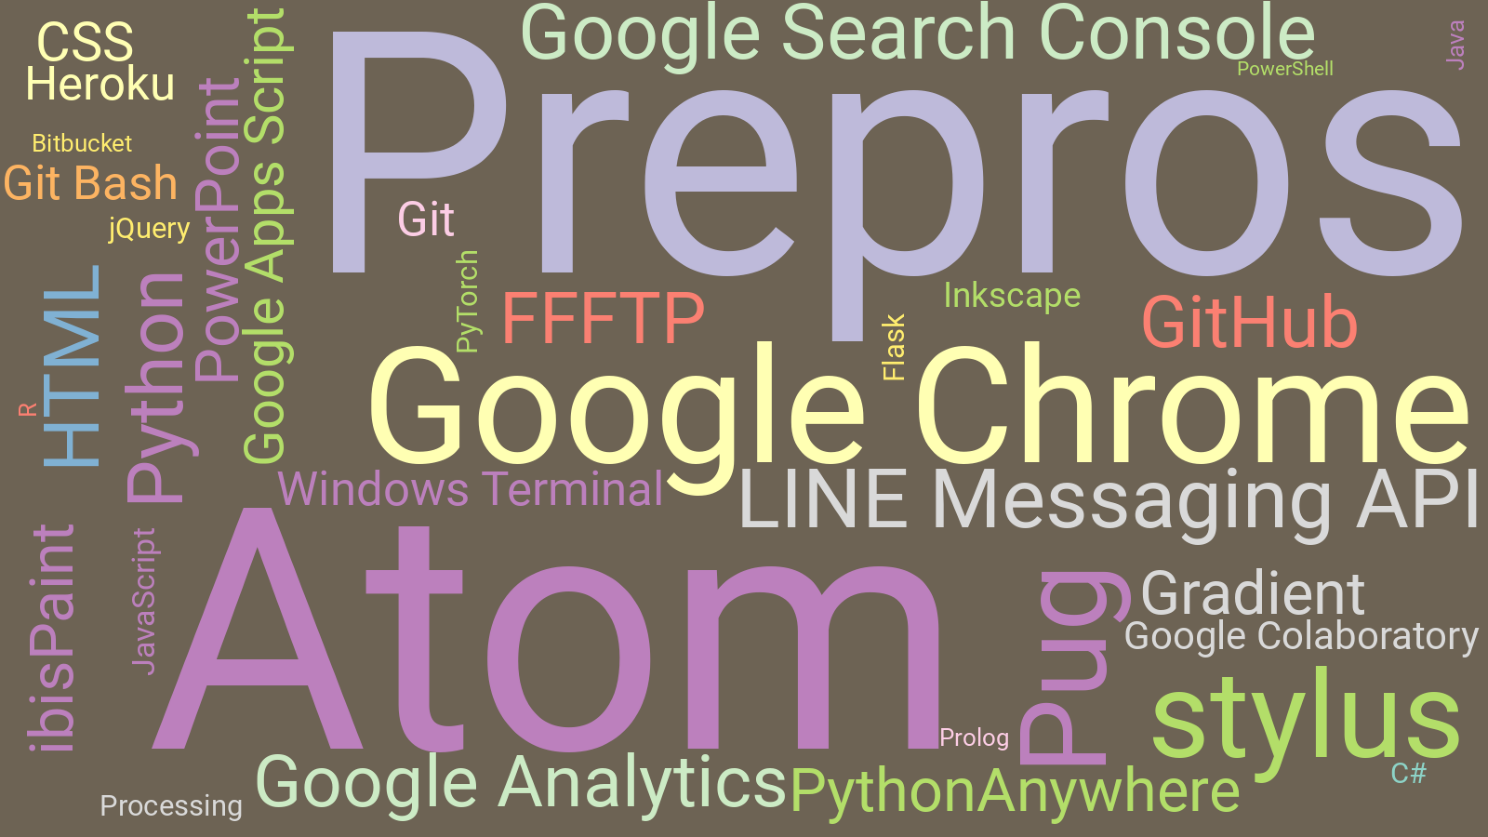 CSS
Heroku
Bitbucket
Git Bash
jQuery
PowerPoint
Google Apps Script
Prepros
Google Search Console
PowerShell
Java
Git
PyTorch
FFFTP
Flask
Inkscape
GitHub
HTML
R
Python
Google Chrome
Windows Terminal
LINE Messaging API
ibisPaint
JavaScript
Atom
Pug
Gradient
Google Colaboratory
stylus
Prolog
C#
Google Analytics
PythonAnywhere
Processing